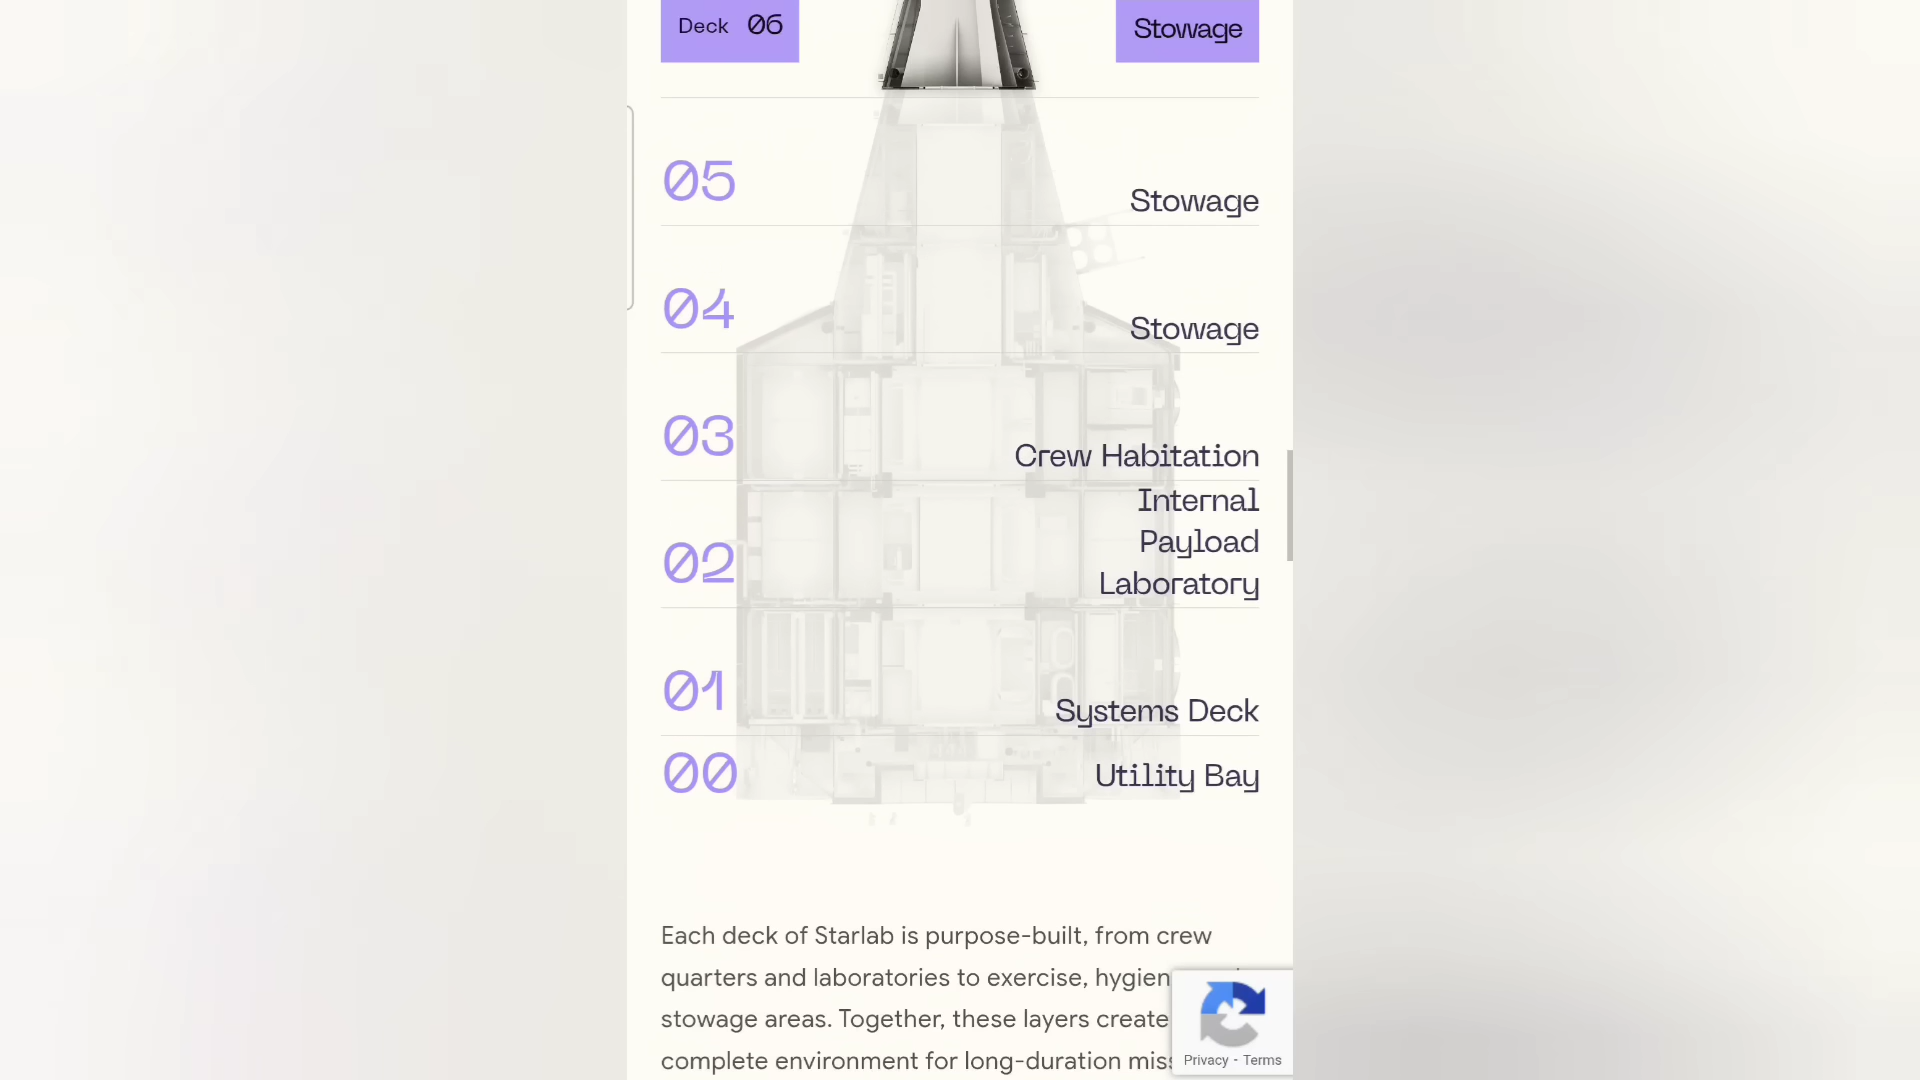 Deck 06 Stowage
05 Stowage
04 Stowage
03 Crew Habitation
02 Internal
Payload
Laboratory
01 Systems Deck
00 Utility Bay
Each deck of Starlab is purpose-built, from crew
quarters and laboratories to exercise,
stowage areas. Together, these layers create
complete environment for long-duration
Privacy - Terms